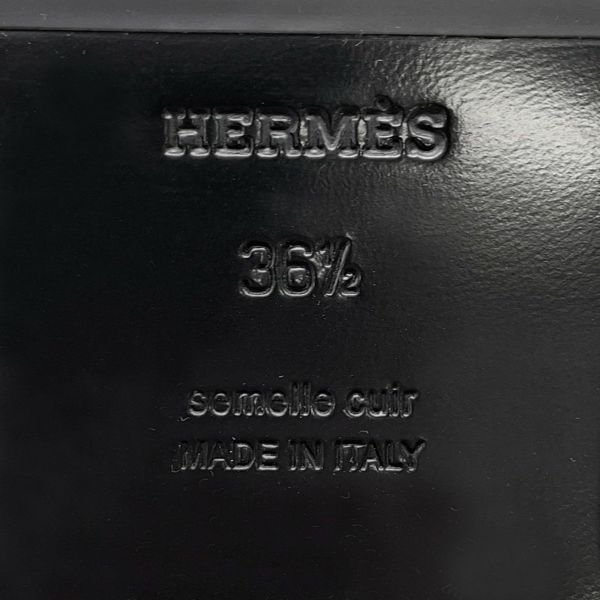 HERMÈS
36½
semelle cuir
MADE IN ITALY